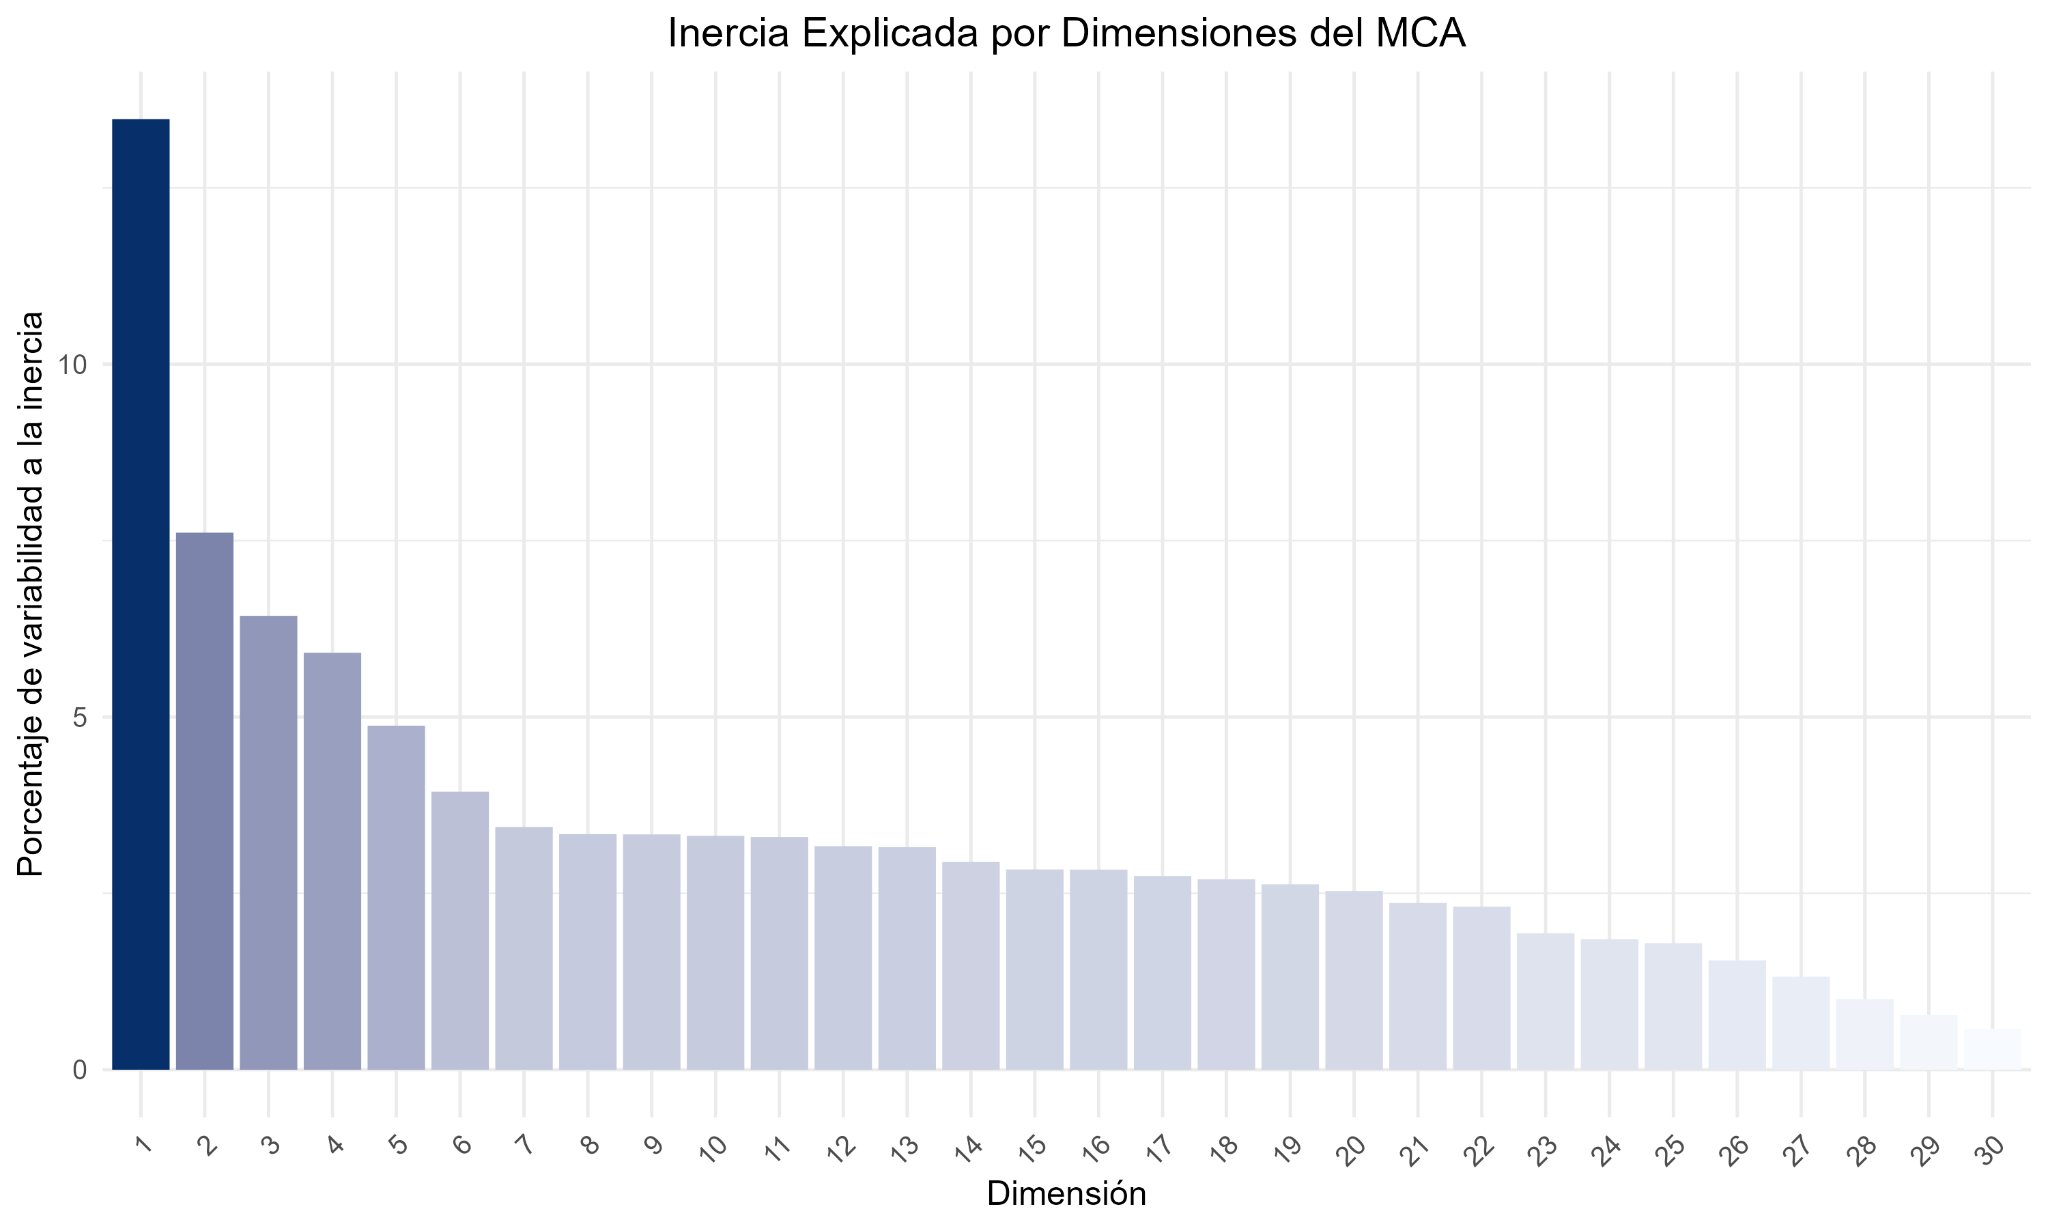 Inercia Explicada por Dimensiones del MCA
Porcentaje de variabilidad a la inercia
10
5
0
1 2 3 4 5 6 7 8 9 10 11 12 13 14 15 16 17 18 19 20 21 22 23 24 25 26 27 28 29 30
Dimensión